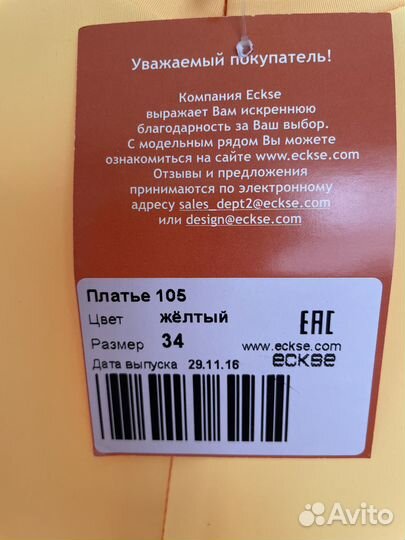 Уважаемый покупатель!
Компания Eckse
выражает Вам искреннюю
благодарность за Ваш выбор.
С модельным рядом Вы можете
ознакомиться на сайте www.eckse.com
Отзывы и предложения
принимаются по электронному
адресу sales_dept2@eckse.com
или design@eckse.com
Платье 105
Цвет жёлтый
Размер 34
Дата выпуска 29.11.16
EAC
www.eckse.com
eckse
Avito